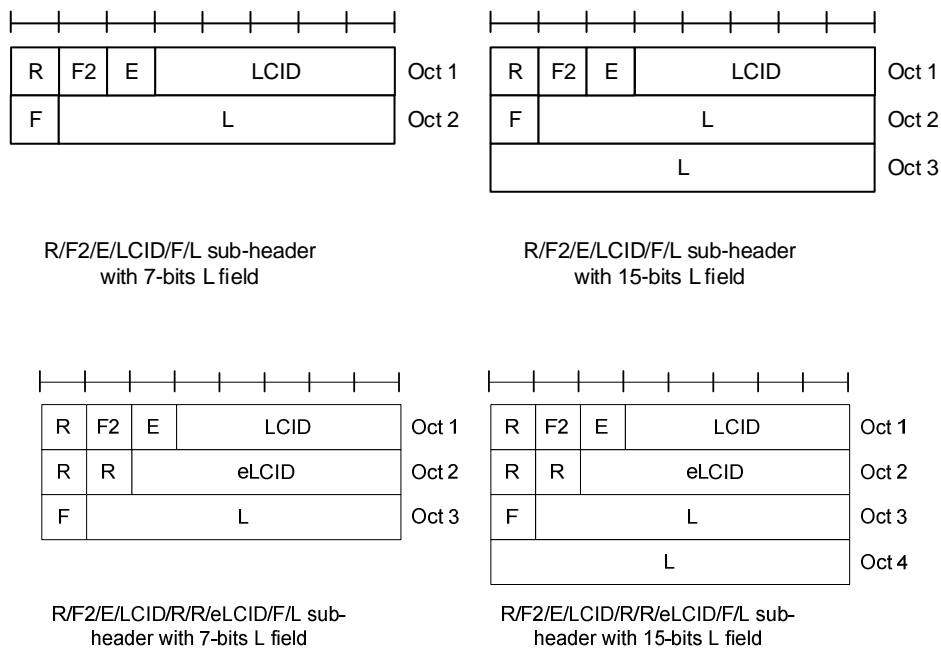 R F2 E LCID Oct 1
F L Oct 2
R/F2/E/LCID/F/L sub-header
with 7-bits L field
R F2 E LCID Oct 1
F L Oct 2
L Oct 3
R/F2/E/LCID/F/L sub-header
with 15-bits L field
R F2 E LCID Oct 1
R R eLCID Oct 2
F L Oct 3
R/F2/E/LCID/R/R/eLCID/F/L sub-
header with 7-bits L field
R F2 E LCID Oct 1
R R eLCID Oct 2
F L Oct 3
L Oct 4
R/F2/E/LCID/R/R/eLCID/F/L sub-
header with 15-bits L field